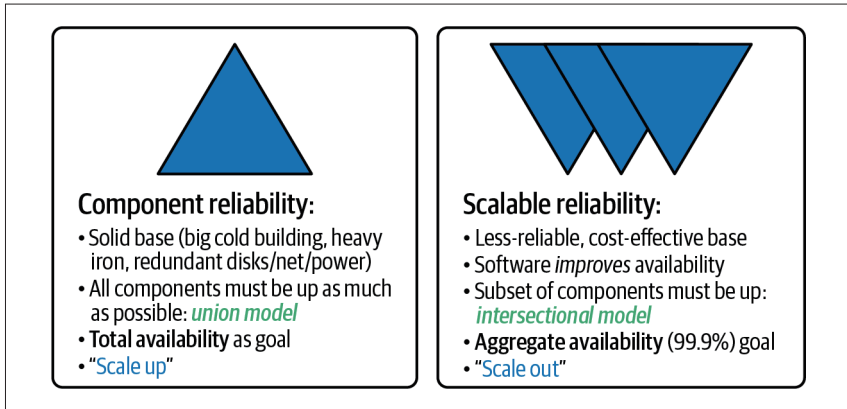 Component reliability:
• Solid base (big cold building, heavy
iron, redundant disks/net/power)
• All components must be up as much
as possible: union model
• Total availability as goal
• “Scale up”
Scalable reliability:
• Less-reliable, cost-effective base
• Software improves availability
• Subset of components must be up:
intersectional model
• Aggregate availability (99.9%) goal
• “Scale out”